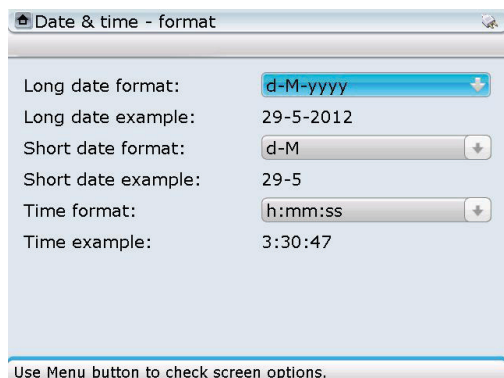 Date & time - format
Long date format: d-M-yyyy
Long date example: 29-5-2012
Short date format: d-M
Short date example: 29-5
Time format: h:mm:ss
Time example: 3:30:47
Use Menu button to check screen options.